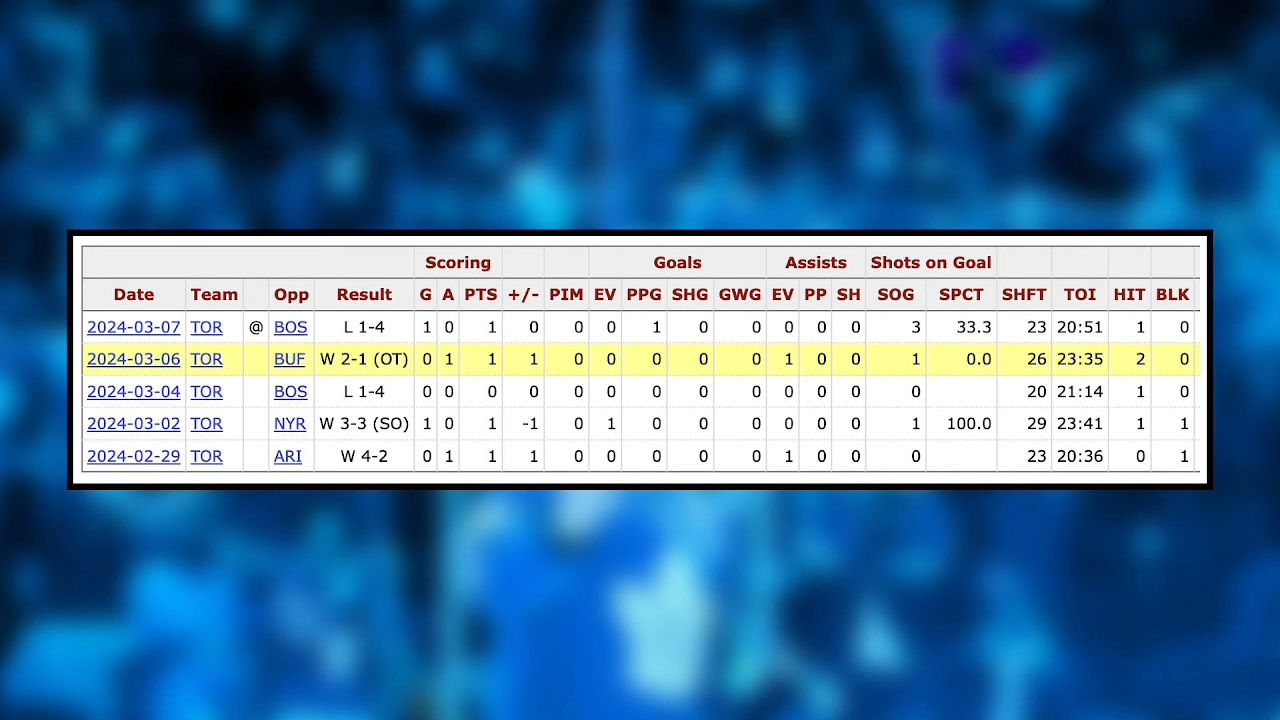 Scoring Goals Assists Shots on Goal
Date Team Opp Result G A PTS +/- PIM EV PPG SHG GWG EV PP SH SOG SPCT SHFT TOI HIT BLK
2024-03-07 TOR @ BOS L 1-4 1 0 1 0 0 0 1 0 0 0 0 0 3 33.3 23 20:51 1 0
2024-03-06 TOR BUF W 2-1 (OT) 0 1 1 1 0 0 0 0 0 1 0 0 1 0.0 26 23:35 2 0
2024-03-04 TOR BOS L 1-4 0 0 0 0 0 0 0 0 0 0 0 0 0 20 21:14 1 0
2024-03-02 TOR NYR W 3-3 (SO) 1 0 1 -1 0 1 0 0 0 0 0 0 1 100.0 29 23:41 1 1
2024-02-29 TOR ARI W 4-2 0 1 1 1 0 0 0 0 0 1 0 0 0 23 20:36 0 1